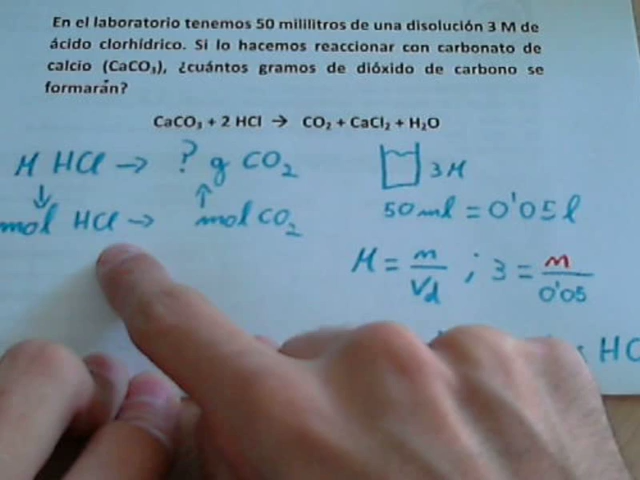 En el laboratorio tenemos 50 mililitros de una disolución 3 M de
ácido clorhídrico. Si lo hacemos reaccionar con carbonato de
calcio (CaCO₃), ¿cuántos gramos de dióxido de carbono se
formarán?
CaCO₃ + 2 HCl → CO₂ + CaCl₂ + H₂O
M HCl → ? g CO₂
↓ ↑
mol HCl → mol CO₂
3 M
50 ml = 0'05 l
M = m / Vd ; 3 = m / 0'05
HC